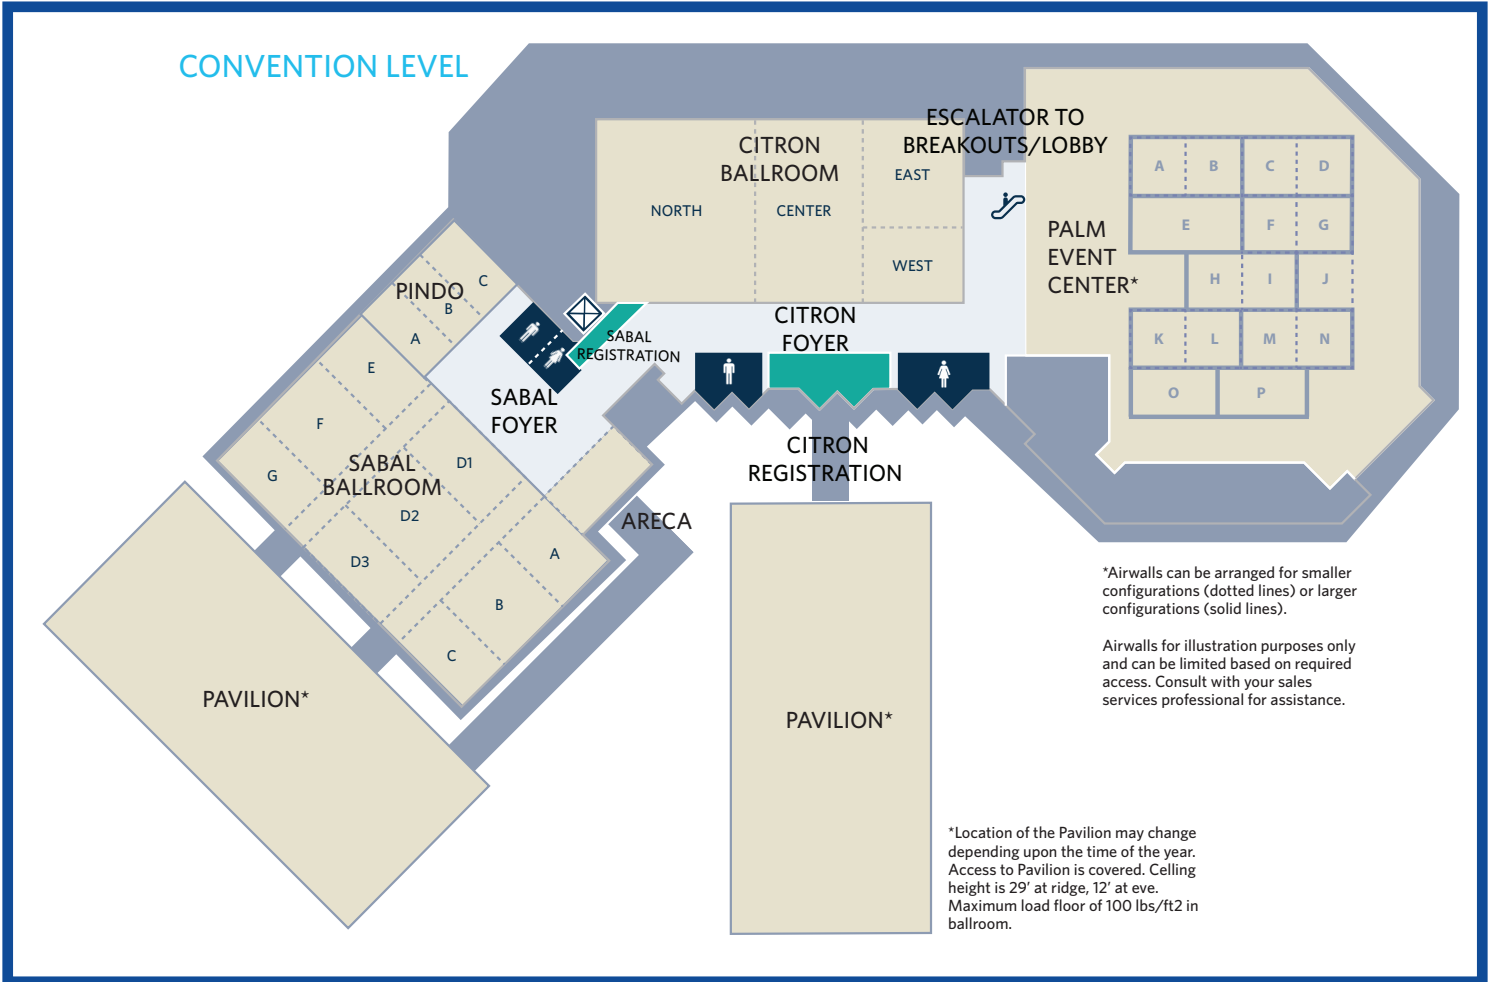 CONVENTION LEVEL
ESCALATOR TO
BREAKOUTS/LOBBY
CITRON
BALLROOM
NORTH
CENTER
EAST
WEST
PALM
EVENT
CENTER*
A
B
C
D
E
F
G
H
I
J
K
L
M
N
O
P
PINDO
C
B
A
SABAL
REGISTRATION
CITRON
FOYER
SABAL
FOYER
CITRON
REGISTRATION
E
F
G
SABAL
BALLROOM
D1
D2
D3
A
B
C
ARECA
PAVILION*
PAVILION*
*Airwalls can be arranged for smaller
configurations (dotted lines) or larger
configurations (solid lines).
Airwalls for illustration purposes only
and can be limited based on required
access. Consult with your sales
services professional for assistance.
*Location of the Pavilion may change
depending upon the time of the year.
Access to Pavilion is covered. Celling
height is 29’ at ridge, 12’ at eve.
Maximum load floor of 100 lbs/ft2 in
ballroom.